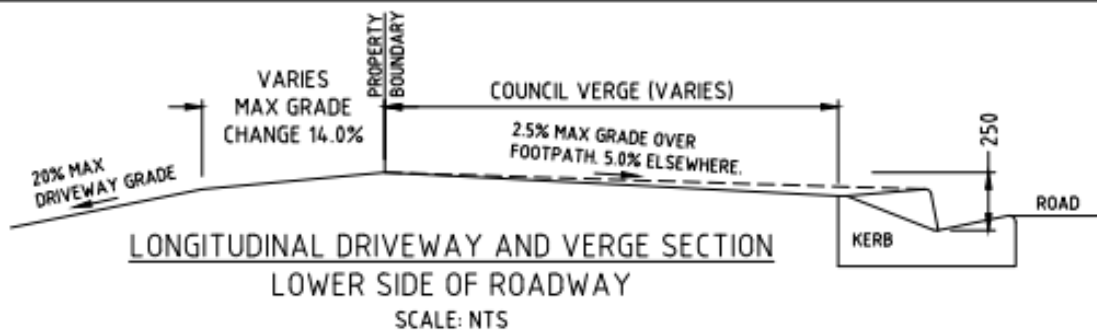 PROPERTY
BOUNDARY
VARIES
MAX GRADE
CHANGE 14.0%
COUNCIL VERGE (VARIES)
2.5% MAX GRADE OVER
FOOTPATH. 5.0% ELSEWHERE.
250
20% MAX
DRIVEWAY GRADE
ROAD
KERB
LONGITUDINAL DRIVEWAY AND VERGE SECTION
LOWER SIDE OF ROADWAY
SCALE: NTS